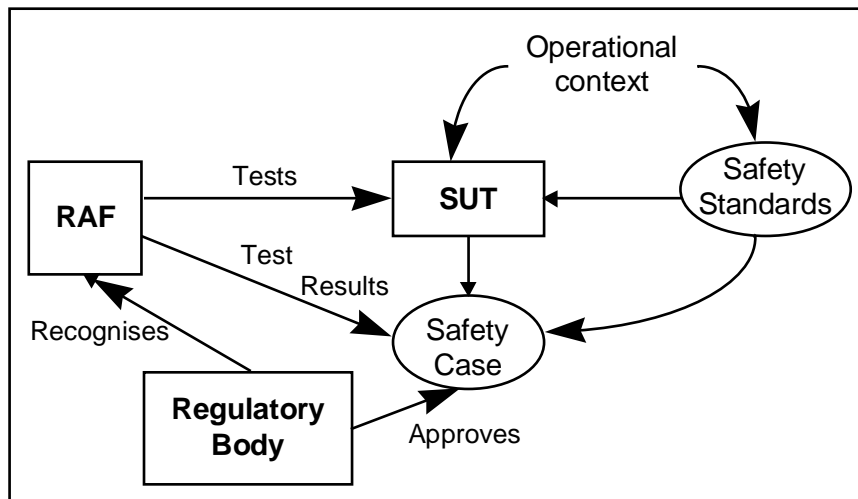 Operational
context
Tests
RAF
SUT
Safety
Standards
Test
Results
Recognises
Safety
Case
Regulatory
Body
Approves